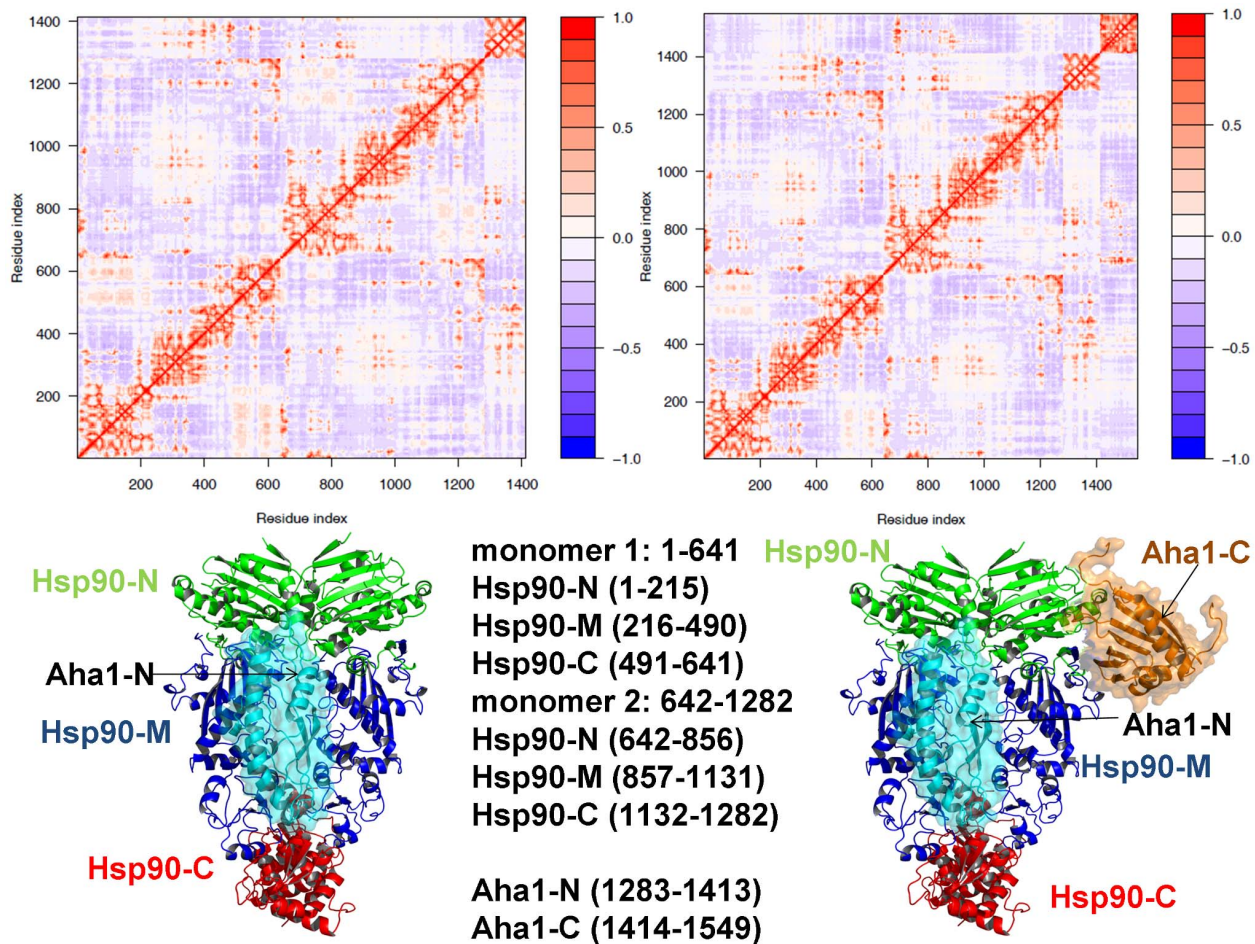 1400
1200
1000
800
600
400
200
200
400
600
800
1000
1200
1400
Residue index
Residue index
1.0
0.5
0.0
−0.5
−1.0
1400
1200
1000
800
600
400
200
200
400
600
800
1000
1200
1400
Residue index
Residue index
1.0
0.5
0.0
−0.5
−1.0
Hsp90-N
Aha1-N
Hsp90-M
Hsp90-C
monomer 1: 1-641
Hsp90-N (1-215)
Hsp90-M (216-490)
Hsp90-C (491-641)
monomer 2: 642-1282
Hsp90-N (642-856)
Hsp90-M (857-1131)
Hsp90-C (1132-1282)
Aha1-N (1283-1413)
Aha1-C (1414-1549)
Hsp90-N
Aha1-C
Aha1-N
Hsp90-M
Hsp90-C